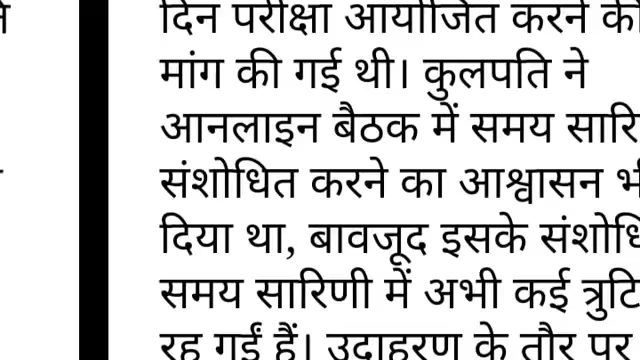 दिन परीक्षा आयोजित करने की
मांग की गई थी। कुलपति ने
आनलाइन बैठक में समय सारि
संशोधित करने का आश्वासन भी
दिया था, बावजूद इसके संशोधि
समय सारिणी में अभी कई त्रुटि
रह गईं हैं। उदाहरण के तौर पर